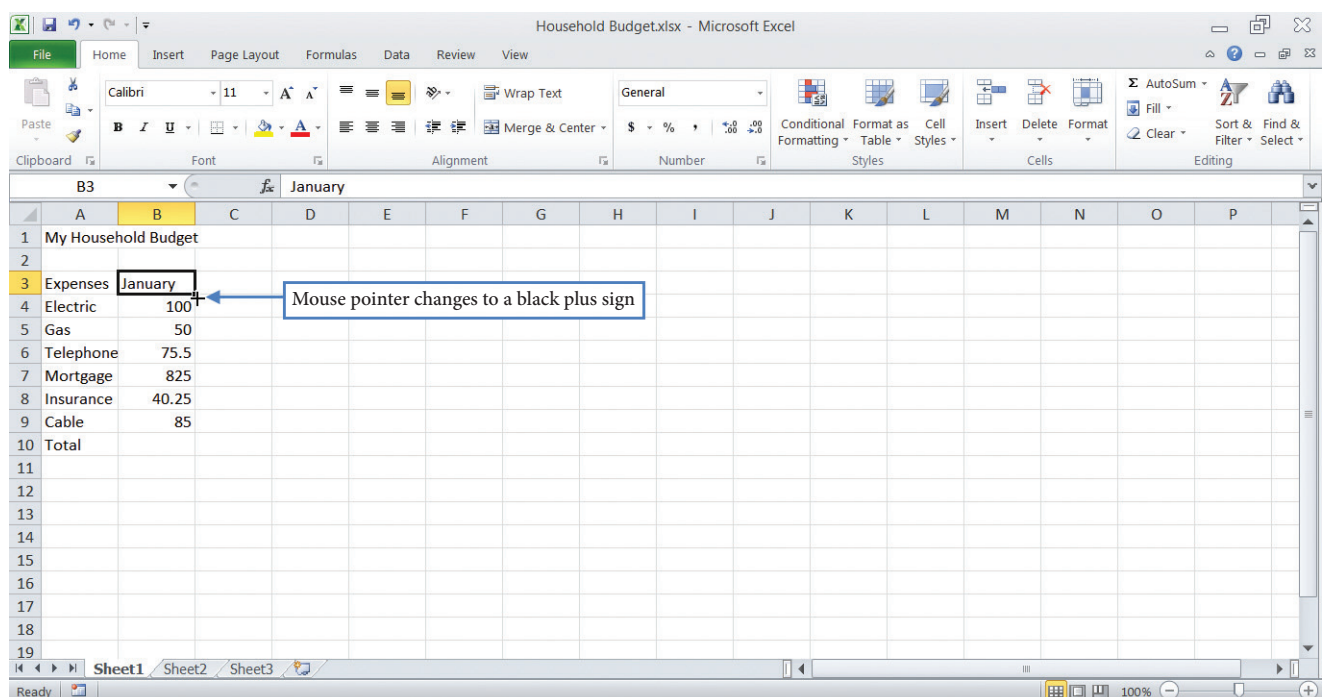 Household Budget.xlsx - Microsoft Excel
File Home Insert Page Layout Formulas Data Review View
Calibri 11 A A Wrap Text General Σ AutoSum
Fill
Paste B I U A Merge & Center $ % , .0 .00 .00 .0 Conditional Format as Cell Insert Delete Format Clear Sort & Find &
Formatting Table Styles Filter Select
Clipboard Font Alignment Number Styles Cells Editing
B3 fx January
A B C D E F G H I J K L M N O P
1 My Household Budget
2
3 Expenses January
Mouse pointer changes to a black plus sign
4 Electric 100
5 Gas 50
6 Telephone 75.5
7 Mortgage 825
8 Insurance 40.25
9 Cable 85
10 Total
11
12
13
14
15
16
17
18
19
Sheet1 Sheet2 Sheet3
Ready 100%